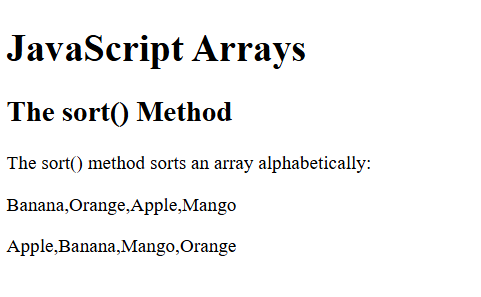 JavaScript Arrays
The sort() Method
The sort() method sorts an array alphabetically:
Banana,Orange,Apple,Mango
Apple,Banana,Mango,Orange